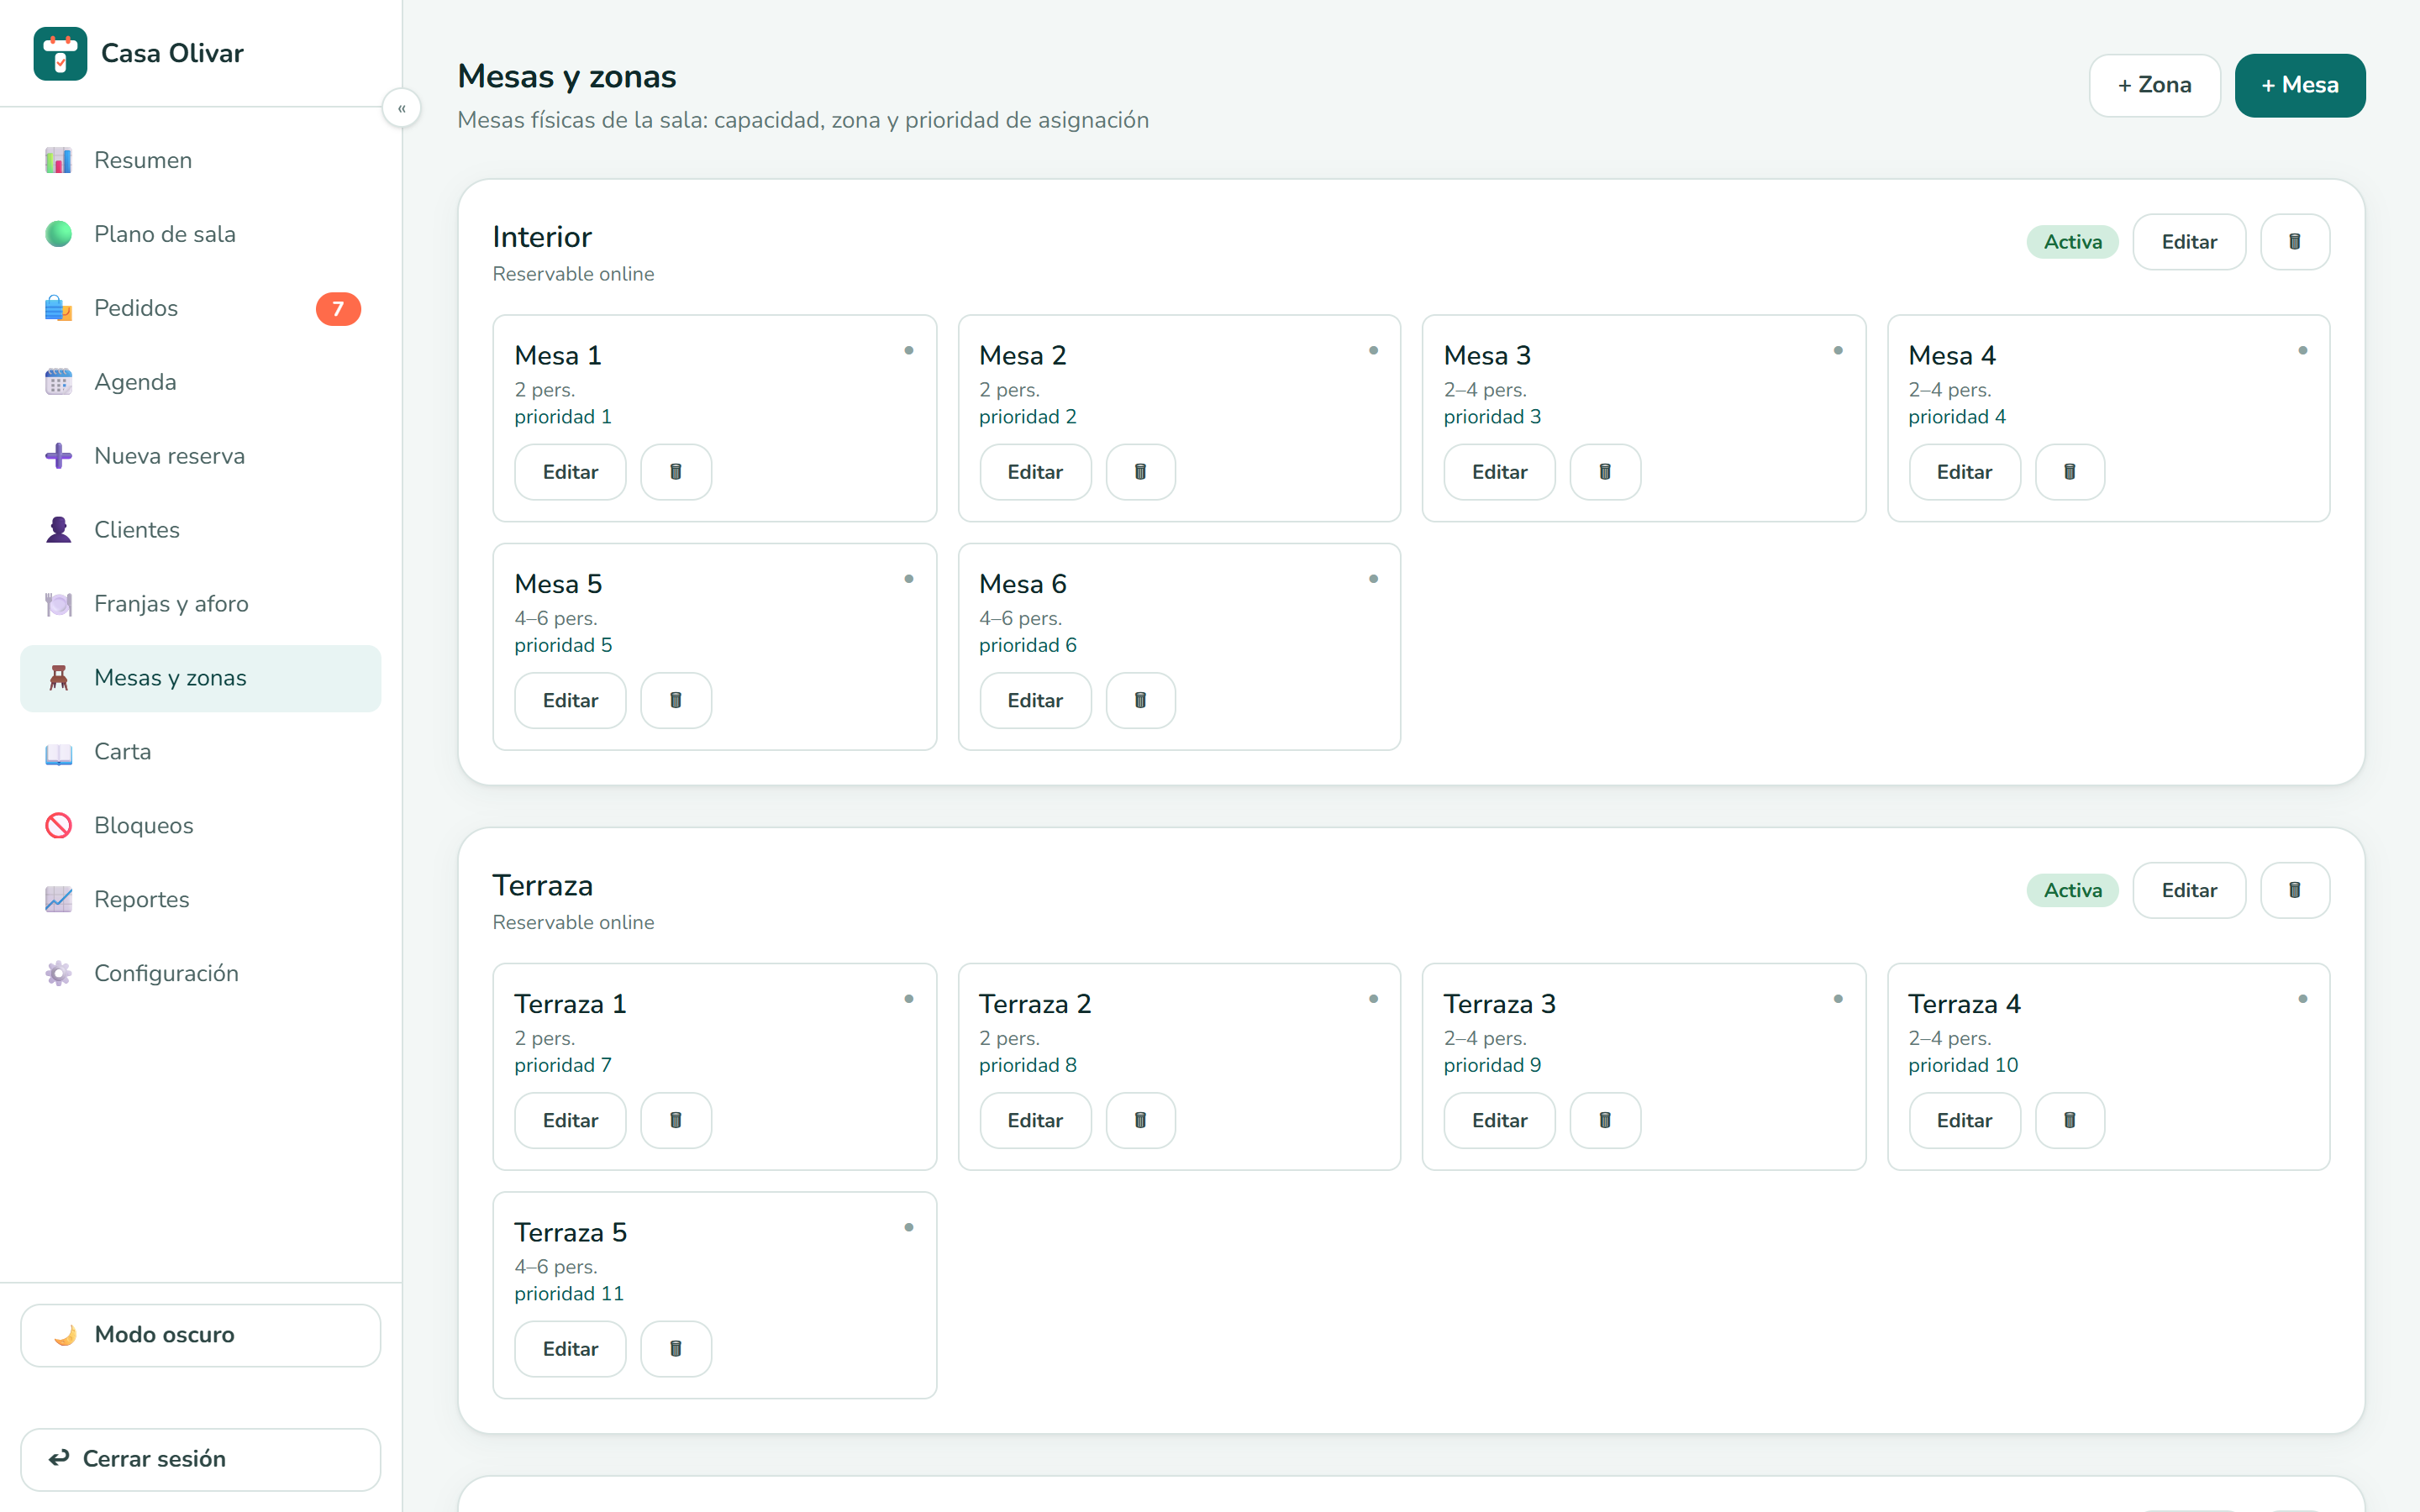 Casa Olivar
«
Resumen
Plano de sala
Pedidos 7
Agenda
Nueva reserva
Clientes
Franjas y aforo
Mesas y zonas
Carta
Bloqueos
Reportes
Configuración
Modo oscuro
Cerrar sesión
Mesas y zonas
Mesas físicas de la sala: capacidad, zona y prioridad de asignación
+ Zona
+ Mesa
Interior
Reservable online
Activa
Editar
Mesa 1
2 pers.
prioridad 1
Editar
Mesa 2
2 pers.
prioridad 2
Editar
Mesa 3
2–4 pers.
prioridad 3
Editar
Mesa 4
2–4 pers.
prioridad 4
Editar
Mesa 5
4–6 pers.
prioridad 5
Editar
Mesa 6
4–6 pers.
prioridad 6
Editar
Terraza
Reservable online
Activa
Editar
Terraza 1
2 pers.
prioridad 7
Editar
Terraza 2
2 pers.
prioridad 8
Editar
Terraza 3
2–4 pers.
prioridad 9
Editar
Terraza 4
2–4 pers.
prioridad 10
Editar
Terraza 5
4–6 pers.
prioridad 11
Editar